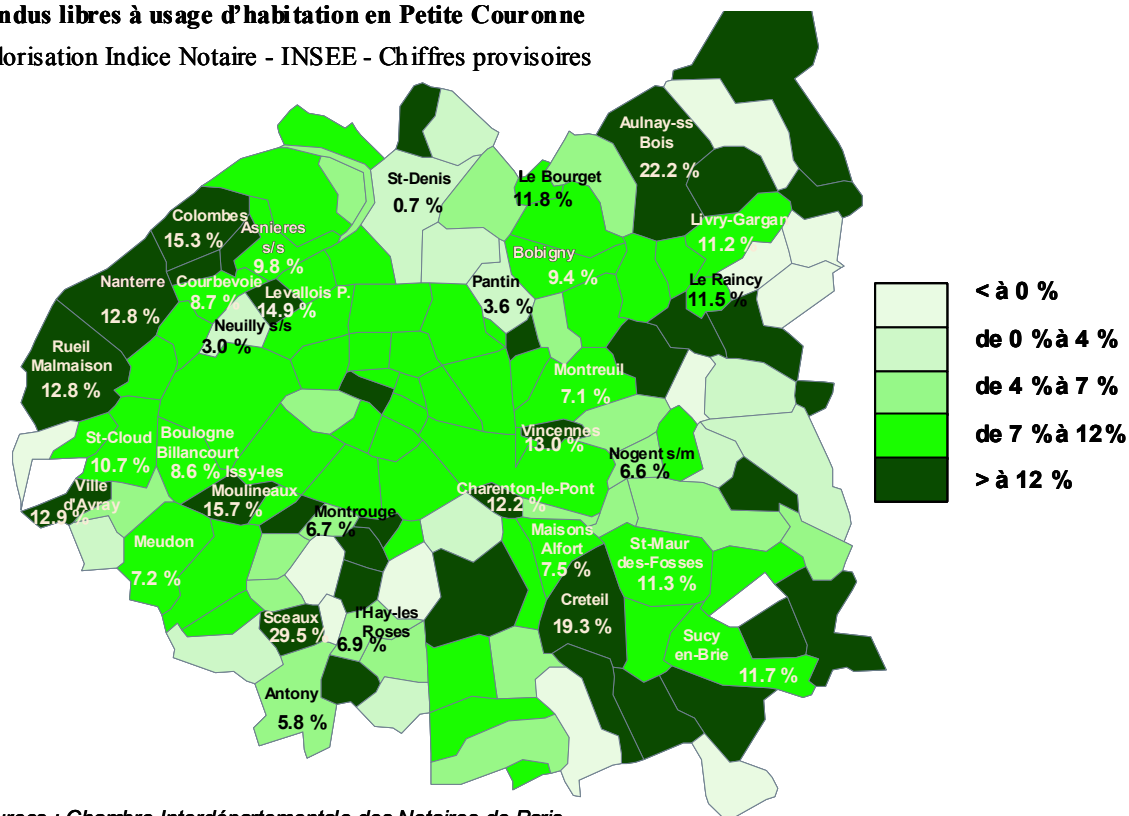 ndus libres à usage d'habitation en Petite Couronne
lorisation Indice Notaire - INSEE - Chiffres provisoires
Aulnay-ss
Bois
22.2 %
St-Denis
0.7 %
Le Bourget
11.8 %
Colombes
15.3 %
Asnieres
s/s
9.8 %
Livry-Gargan
11.2 %
Bobigny
9.4 %
Nanterre
12.8 %
Courbevoie
8.7 %
Levallois P.
14.9 %
Neuilly s/s
3.0 %
Pantin
3.6 %
Le Raincy
11.5 %
Rueil
Malmaison
12.8 %
Montreuil
7.1 %
St-Cloud
10.7 %
Boulogne
Billancourt
8.6 %
Issy-les
Moulineaux
15.7 %
Vincennes
13.0 %
Nogent s/m
6.6 %
Ville
d'Avray
12.9 %
Charenton-le-Pont
12.2 %
Montrouge
6.7 %
Meudon
7.2 %
Maisons
Alfort
7.5 %
St-Maur
des-Fosses
11.3 %
Creteil
19.3 %
Sceaux
29.5 %
l'Hay-les
Roses
6.9 %
Sucy
en-Brie
11.7 %
Antony
5.8 %
< à 0 %
de 0 % à 4 %
de 4 % à 7 %
de 7 % à 12 %
> à 12 %
urces : Chambre Interdépartementale des Notaires de Paris